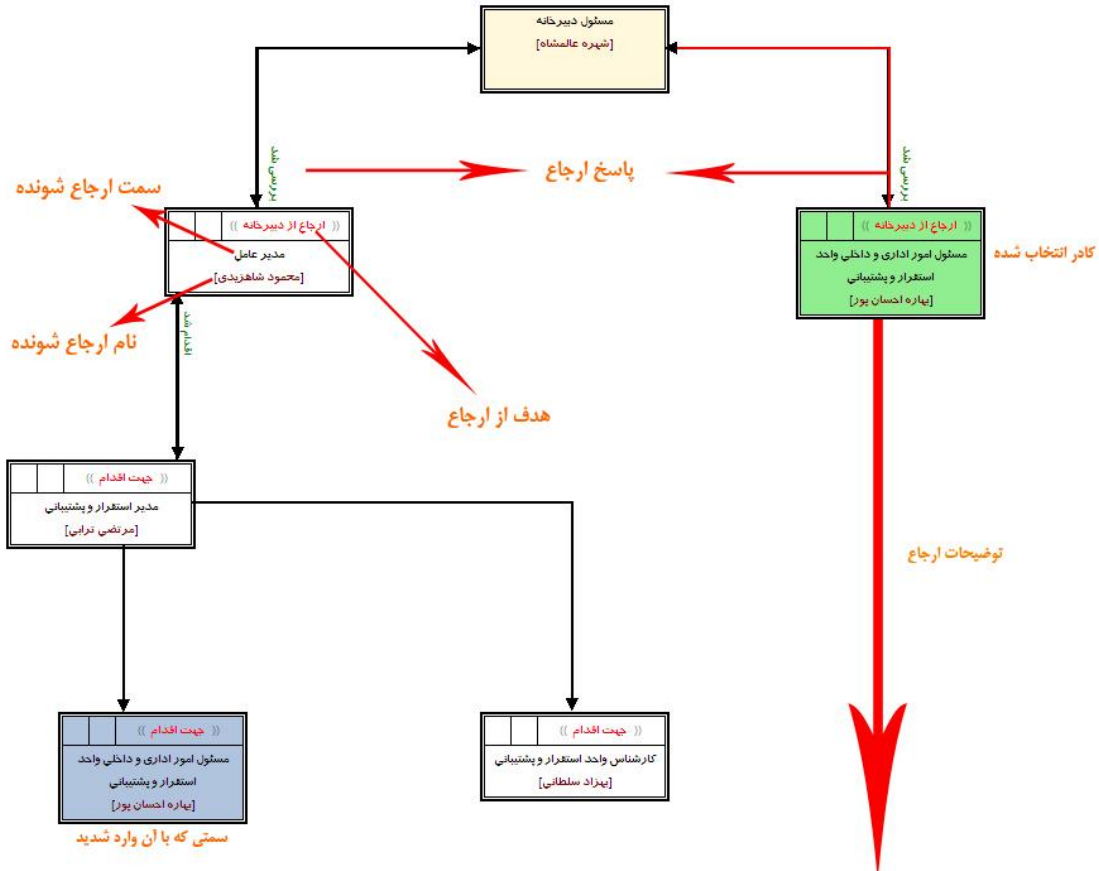 مسئول دبیرخانه
[شهره عالمشاه]
بررسی شد
بررسی شد
پاسخ ارجاع
سمت ارجاع شونده
(( ارجاع از دبیرخانه ))
مدیر عامل
[محمود شاهزیدی]
(( ارجاع از دبیرخانه ))
مسئول امور اداری و داخلی واحد
استقرار و پشتیبانی
[بهاره احسان پور]
کادر انتخاب شده
نام ارجاع شونده
اقدام شد
هدف از ارجاع
(( جهت اقدام ))
مدیر استقرار و پشتیبانی
[مرتضی ترابی]
توضیحات ارجاع
(( جهت اقدام ))
کارشناس واحد استقرار و پشتیبانی
[بهزاد سلطانی]
(( جهت اقدام ))
مسئول امور اداری و داخلی واحد
استقرار و پشتیبانی
[بهاره احسان پور]
سمتی که با آن وارد شدید